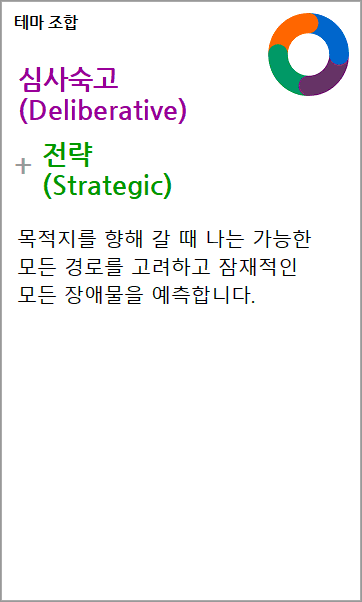 테마 조합
심사숙고
(Deliberative)
+ 전략
(Strategic)
목적지를 향해 갈 때 나는 가능한
모든 경로를 고려하고 잠재적인
모든 장애물을 예측합니다.